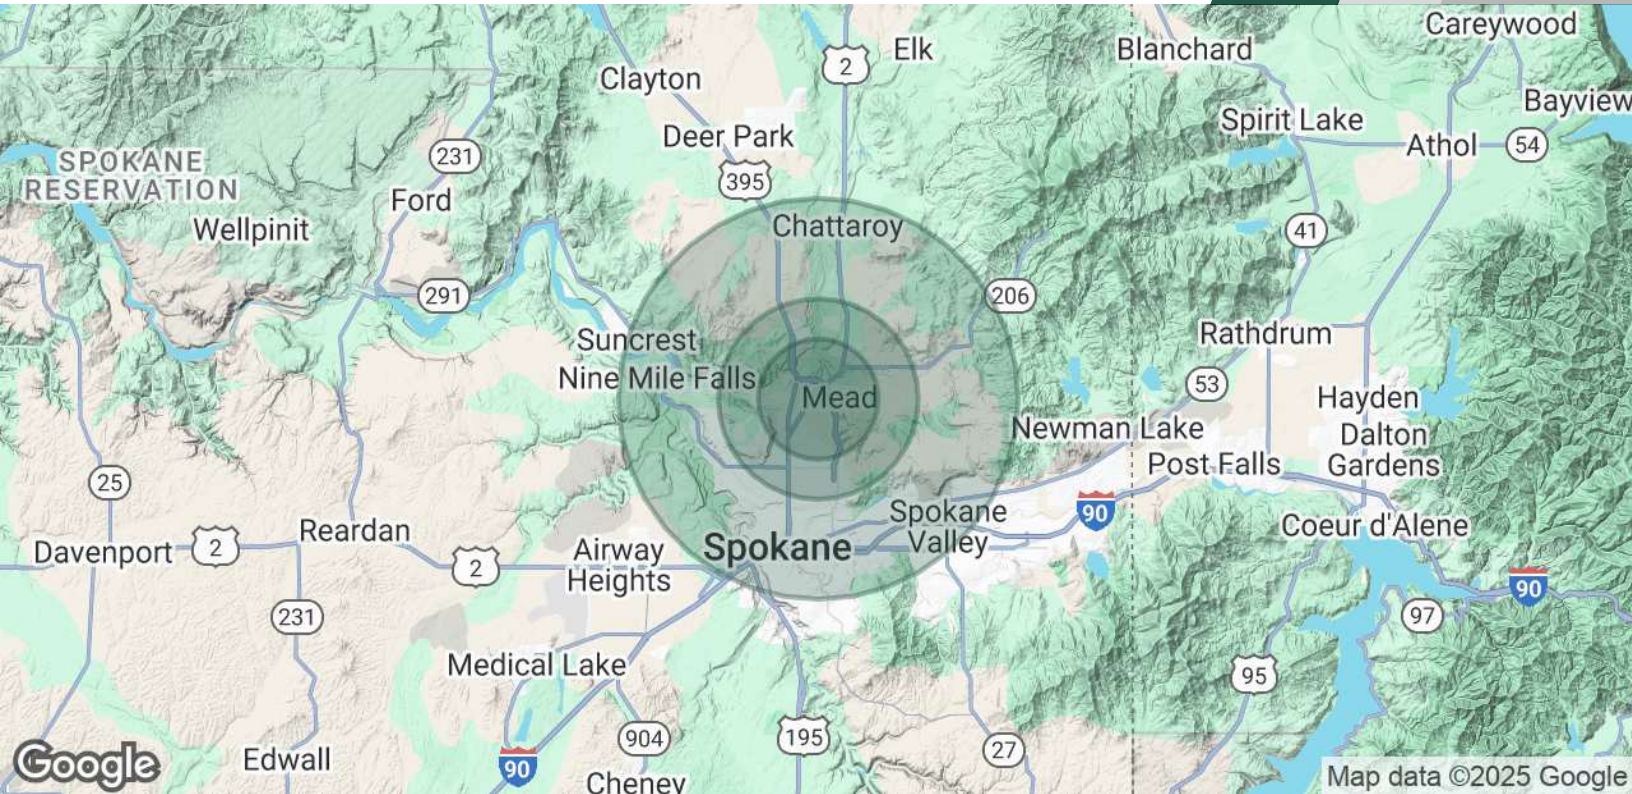 Careywood
Elk
Blanchard
2
Clayton
Bayview
Spirit Lake
Deer Park
Athol
54
231
SPOKANE
RESERVATION
395
Ford
Chattaroy
Wellpinit
41
291
206
Rathdrum
Suncrest
Nine Mile Falls
53
Mead
Hayden
Newman Lake
Dalton
Gardens
Post Falls
25
Spokane
Valley
90
Coeur d'Alene
Reardan
2
Davenport
Spokane
Airway
Heights
2
90
231
97
Medical Lake
95
904
195
27
Edwall
90
Google
Cheney
Map data ©2025 Google